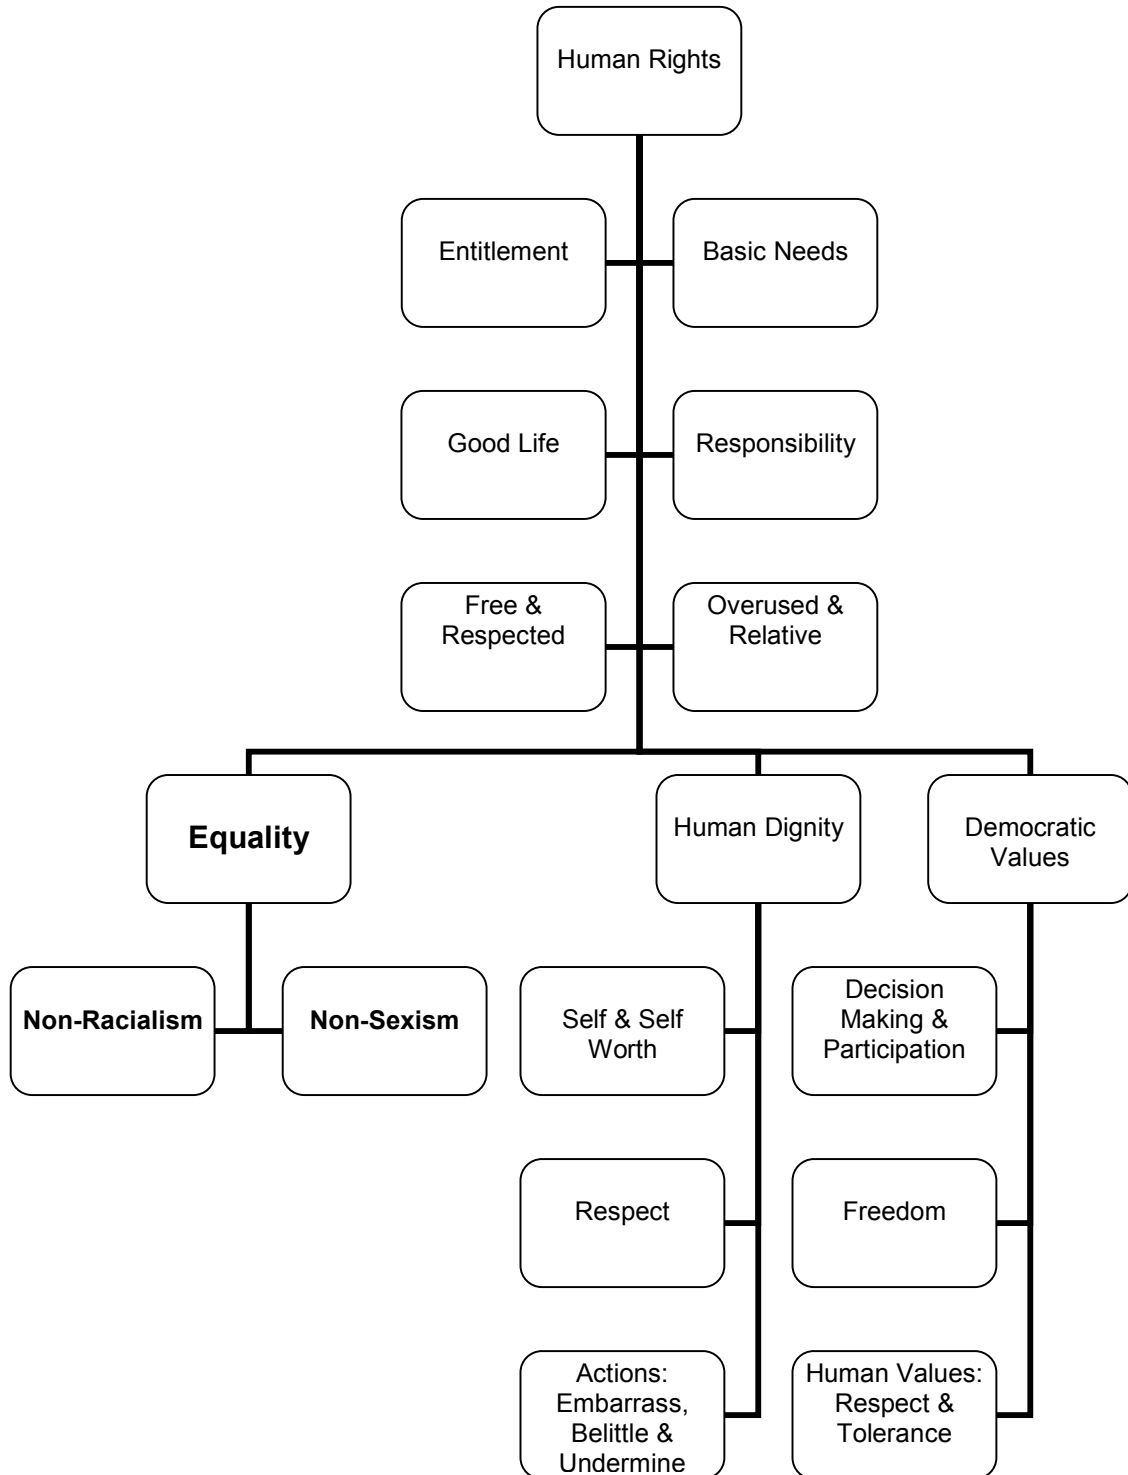 Human Rights
Entitlement
Basic Needs
Good Life
Responsibility
Free &
Respected
Overused &
Relative
Equality
Human Dignity
Democratic
Values
Non-Racialism
Non-Sexism
Self & Self
Worth
Decision
Making &
Participation
Respect
Freedom
Actions:
Embarrass,
Belittle &
Undermine
Human Values:
Respect &
Tolerance